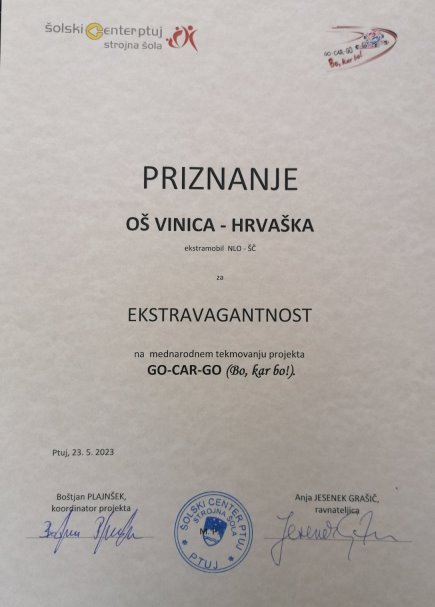 šolski Centerptuj
strojna šola
GO-CAR-GO
Bo, kar bo!
PRIZNANJE
OŠ VINICA - HRVAŠKA
ekstramobil NLO - ŠČ
za
EKSTRAVAGANTNOST
na mednarodnem tekmovanju projekta
GO-CAR-GO (Bo, kar bo!).
Ptuj, 23. 5. 2023
Boštjan PLAJNŠEK,
koordinator projekta
Anja JESENEK GRAŠIČ,
ravnateljica
ŠOLSKI CENTER PTUJ
STROJNA ŠOLA
PTUJ